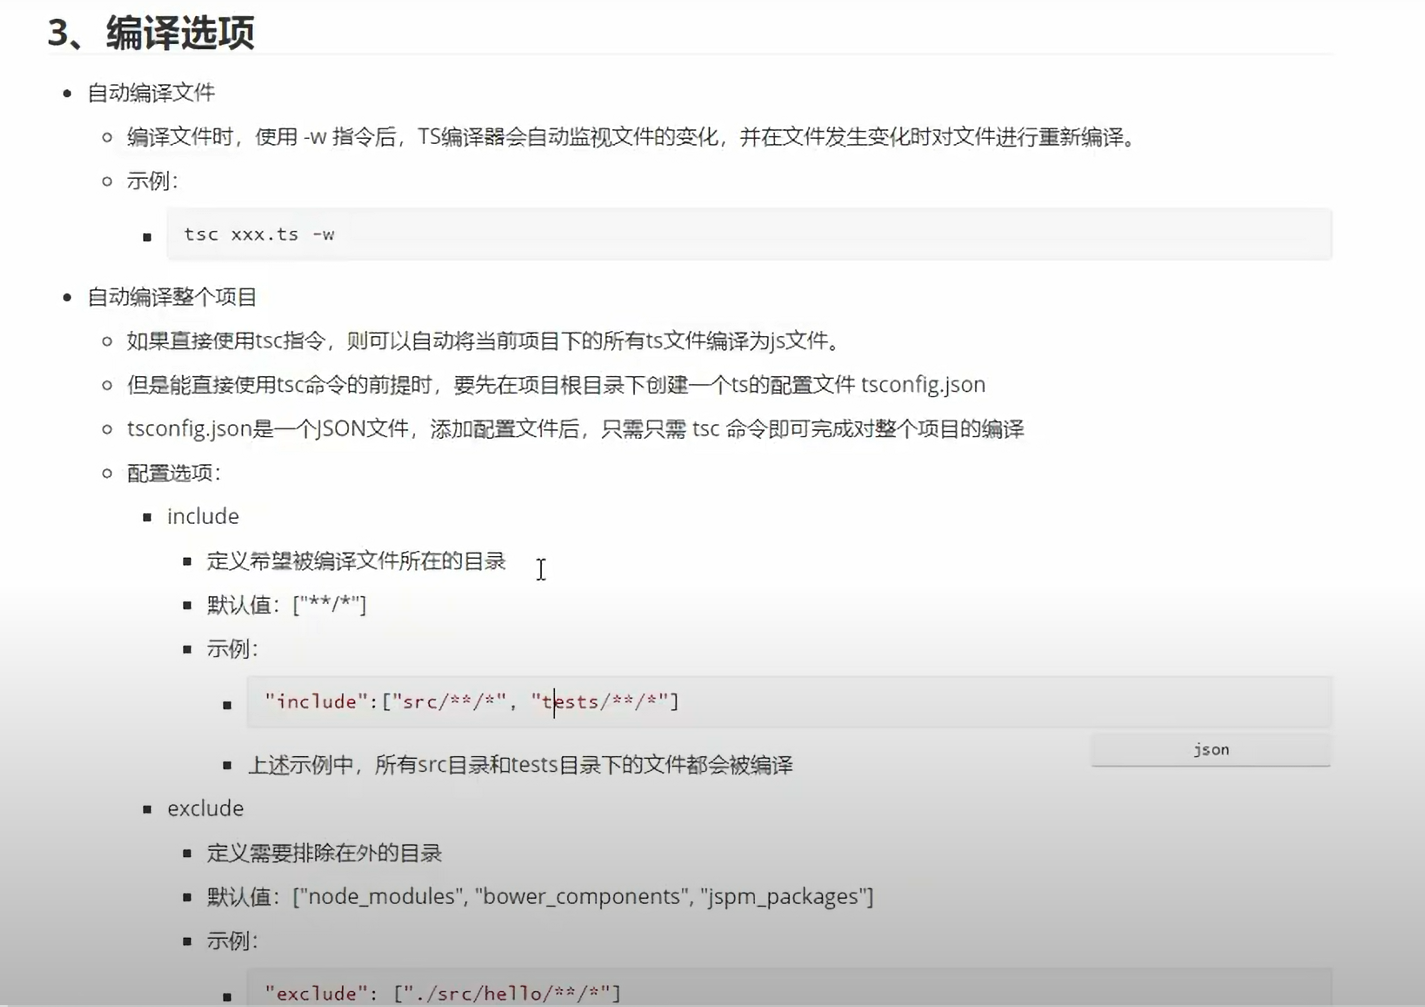 3、编译选项
自动编译文件
编译文件时，使用 -w 指令后，TS编译器会自动监视文件的变化，并在文件发生变化时对文件进行重新编译。
示例：
tsc xxx.ts -w
自动编译整个项目
如果直接使用tsc指令，则可以自动将当前项目下的所有ts文件编译为js文件。
但是能直接使用tsc命令的前提时，要先在项目根目录下创建一个ts的配置文件 tsconfig.json
tsconfig.json是一个JSON文件，添加配置文件后，只需只需 tsc 命令即可完成对整个项目的编译
配置选项：
include
定义希望被编译文件所在的目录
默认值：["**/*"]
示例：
"include":["src/**/*", "tests/**/*"]
json
上述示例中，所有src目录和tests目录下的文件都会被编译
exclude
定义需要排除在外的目录
默认值：["node_modules", "bower_components", "jspm_packages"]
示例：
"exclude": ["./src/hello/**/*"]